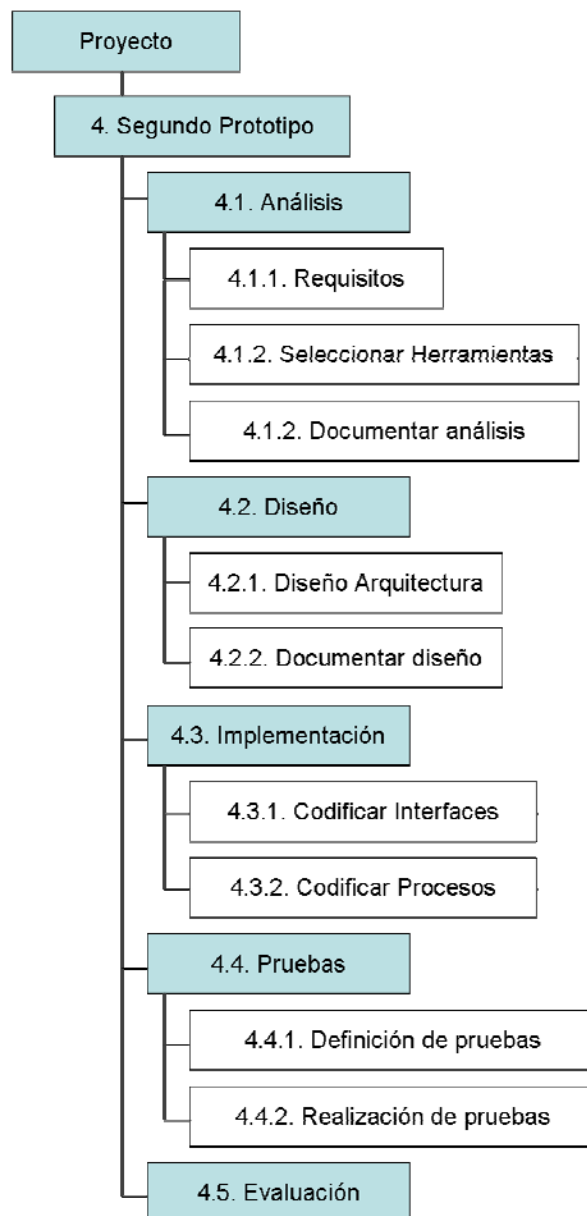 Proyecto
4. Segundo Prototipo
4.1. Análisis
4.1.1. Requisitos
4.1.2. Seleccionar Herramientas
4.1.2. Documentar análisis
4.2. Diseño
4.2.1. Diseño Arquitectura
4.2.2. Documentar diseño
4.3. Implementación
4.3.1. Codificar Interfaces
4.3.2. Codificar Procesos
4.4. Pruebas
4.4.1. Definición de pruebas
4.4.2. Realización de pruebas
4.5. Evaluación